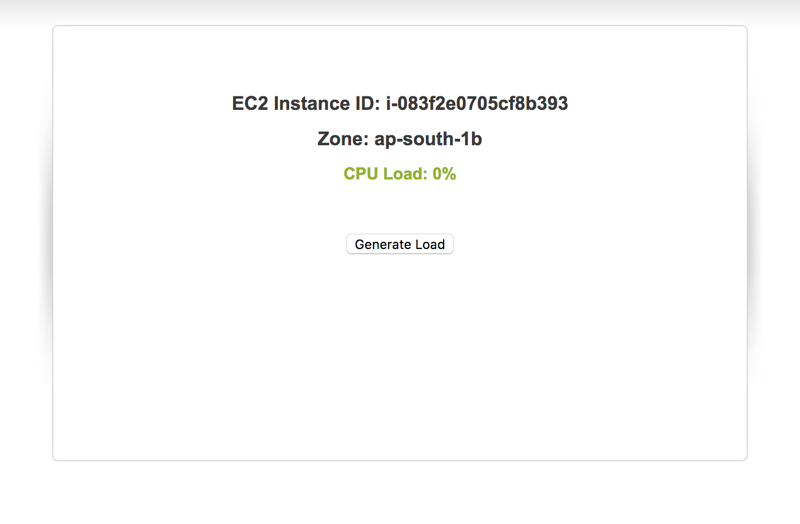 EC2 Instance ID: i-083f2e0705cf8b393
Zone: ap-south-1b
CPU Load: 0%
Generate Load